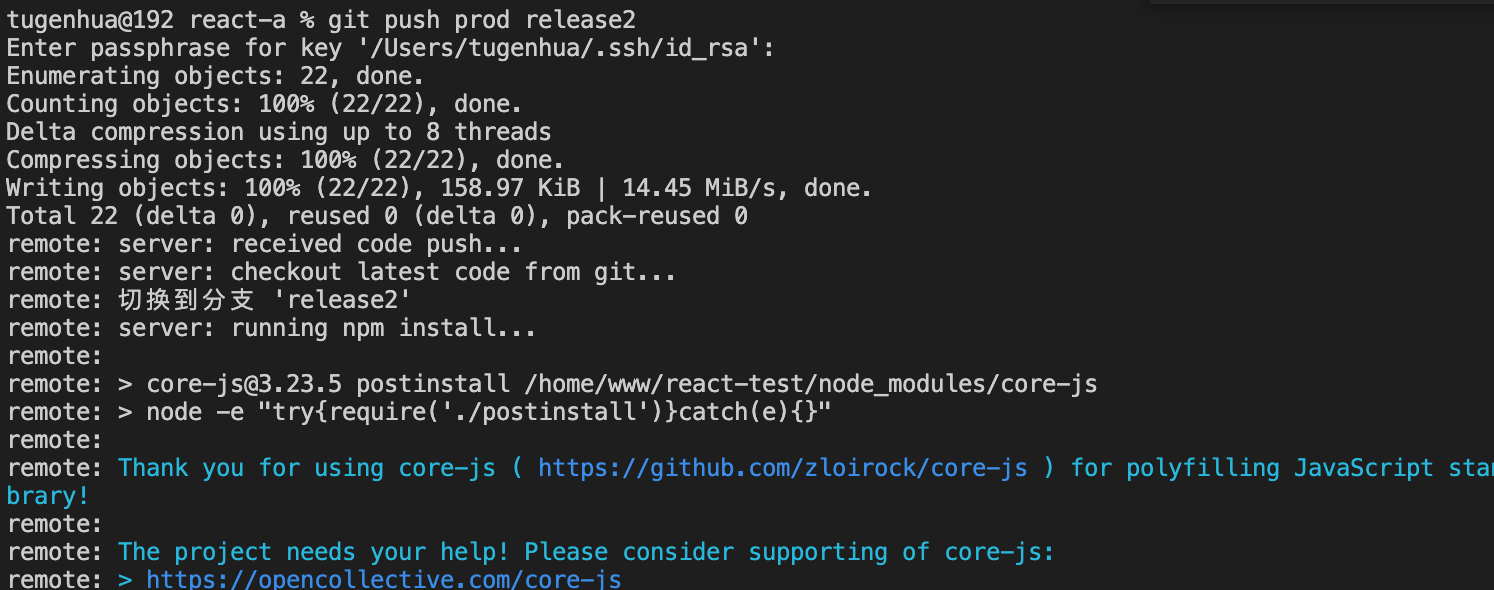 tugenhua@192 react-a % git push prod release2
Enter passphrase for key '/Users/tugenhua/.ssh/id_rsa':
Enumerating objects: 22, done.
Counting objects: 100% (22/22), done.
Delta compression using up to 8 threads
Compressing objects: 100% (22/22), done.
Writing objects: 100% (22/22), 158.97 KiB | 14.45 MiB/s, done.
Total 22 (delta 0), reused 0 (delta 0), pack-reused 0
remote: server: received code push...
remote: server: checkout latest code from git...
remote: 切换到分支 'release2'
remote: server: running npm install...
remote:
remote: > core-js@3.23.5 postinstall /home/www/react-test/node_modules/core-js
remote: > node -e "try{require('./postinstall')}catch(e){}"
remote:
remote: Thank you for using core-js ( https://github.com/zloirock/core-js ) for polyfilling JavaScript stan
brary!
remote:
remote: The project needs your help! Please consider supporting of core-js:
remote: > https://opencollective.com/core-js